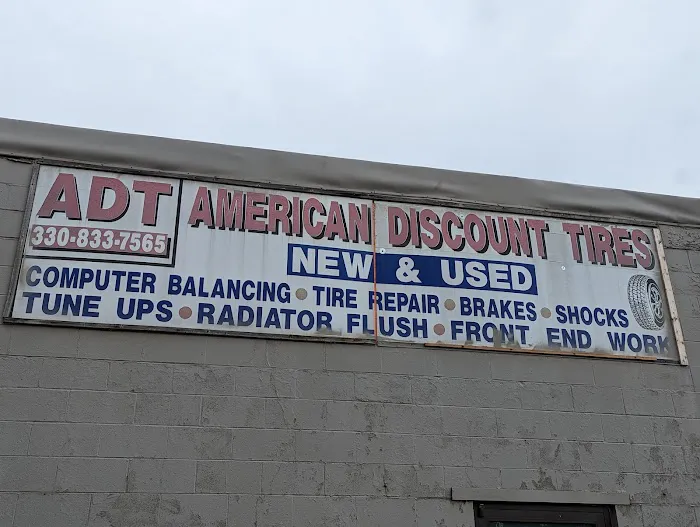 ADT AMERICAN DISCOUNT TIRES
330-833-7565
NEW & USED
COMPUTER BALANCING • TIRE REPAIR • BRAKES • SHOCKS
TUNE UPS • RADIATOR FLUSH • FRONT END WORK